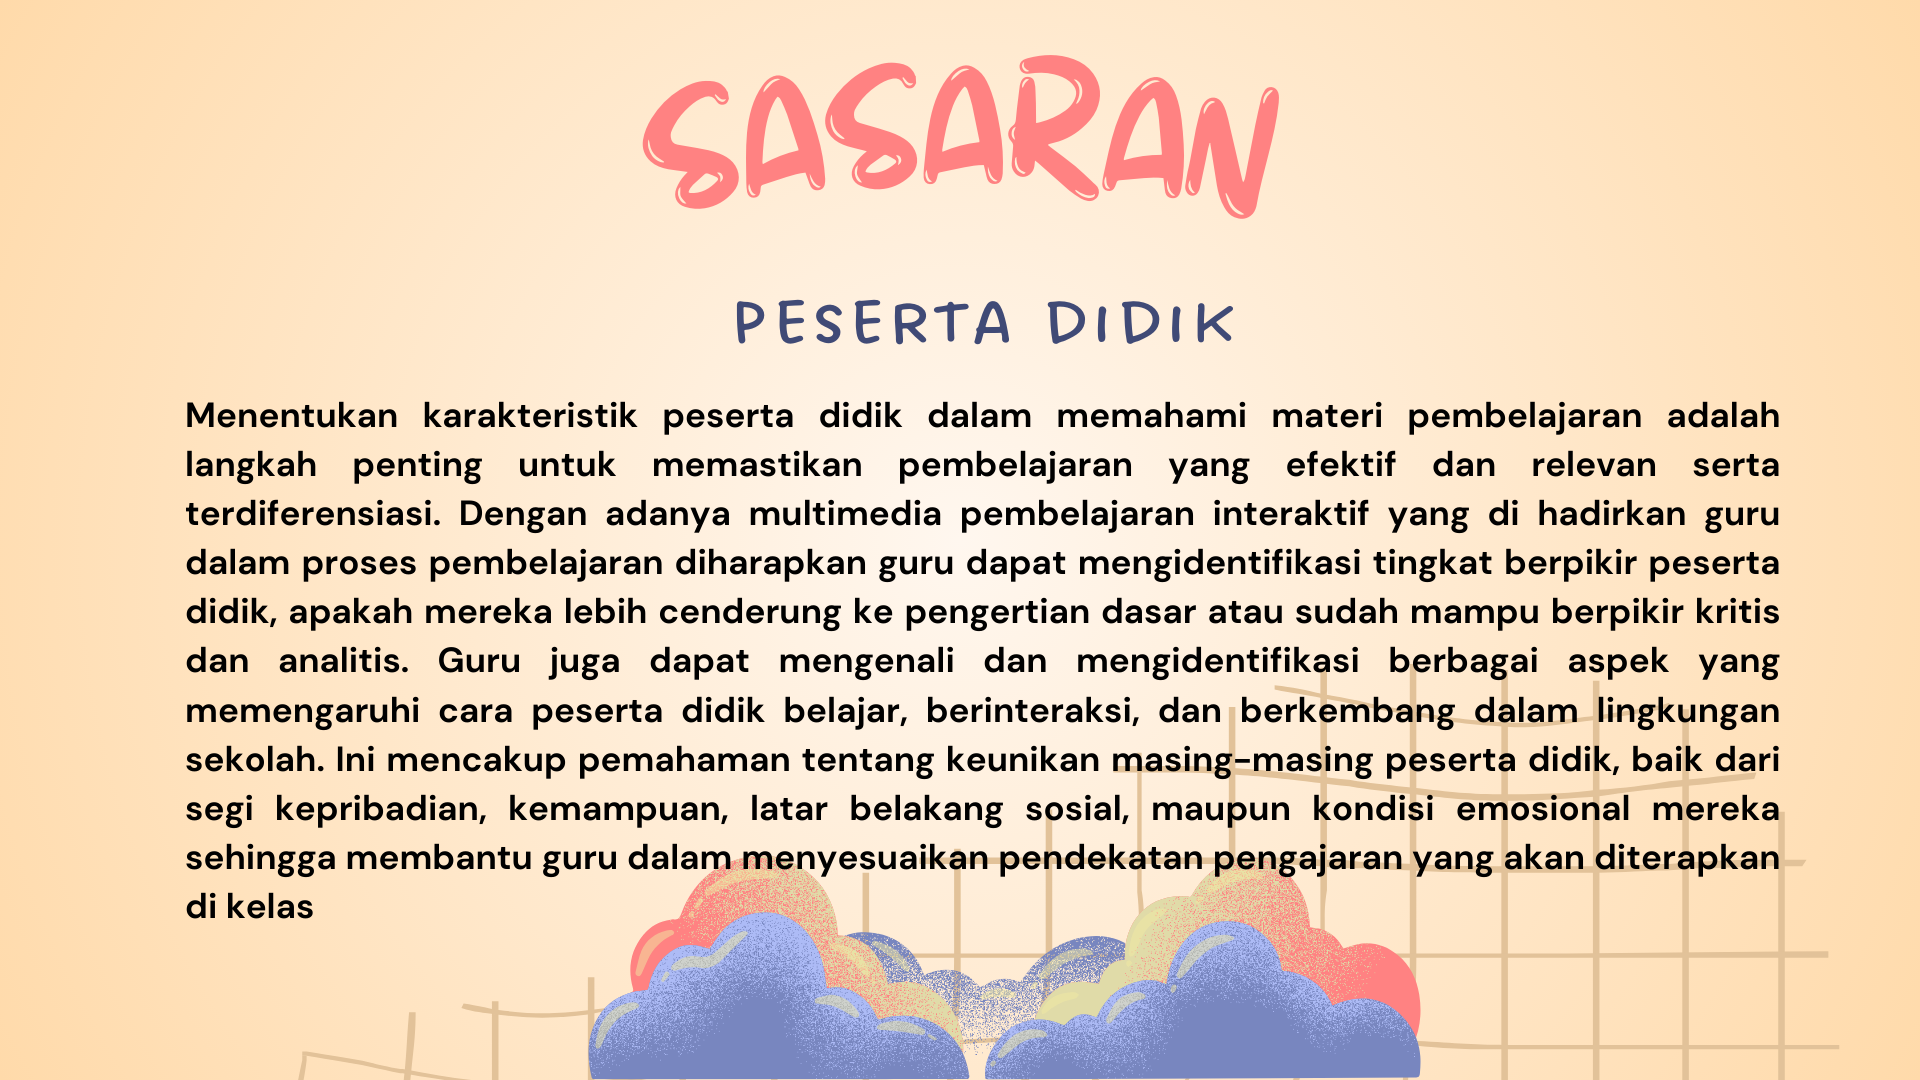 SASARAN
PESERTA DIDIK
Menentukan karakteristik peserta didik dalam memahami materi pembelajaran adalah
langkah penting untuk memastikan pembelajaran yang efektif dan relevan serta
terdiferensiasi. Dengan adanya multimedia pembelajaran interaktif yang di hadirkan guru
dalam proses pembelajaran diharapkan guru dapat mengidentifikasi tingkat berpikir peserta
didik, apakah mereka lebih cenderung ke pengertian dasar atau sudah mampu berpikir kritis
dan analitis. Guru juga dapat mengenali dan mengidentifikasi berbagai aspek yang
memengaruhi cara peserta didik belajar, berinteraksi, dan berkembang dalam lingkungan
sekolah. Ini mencakup pemahaman tentang keunikan masing-masing peserta didik, baik dari
segi kepribadian, kemampuan, latar belakang sosial, maupun kondisi emosional mereka
sehingga membantu guru dalam menyesuaikan pendekatan pengajaran yang akan diterapkan
di kelas